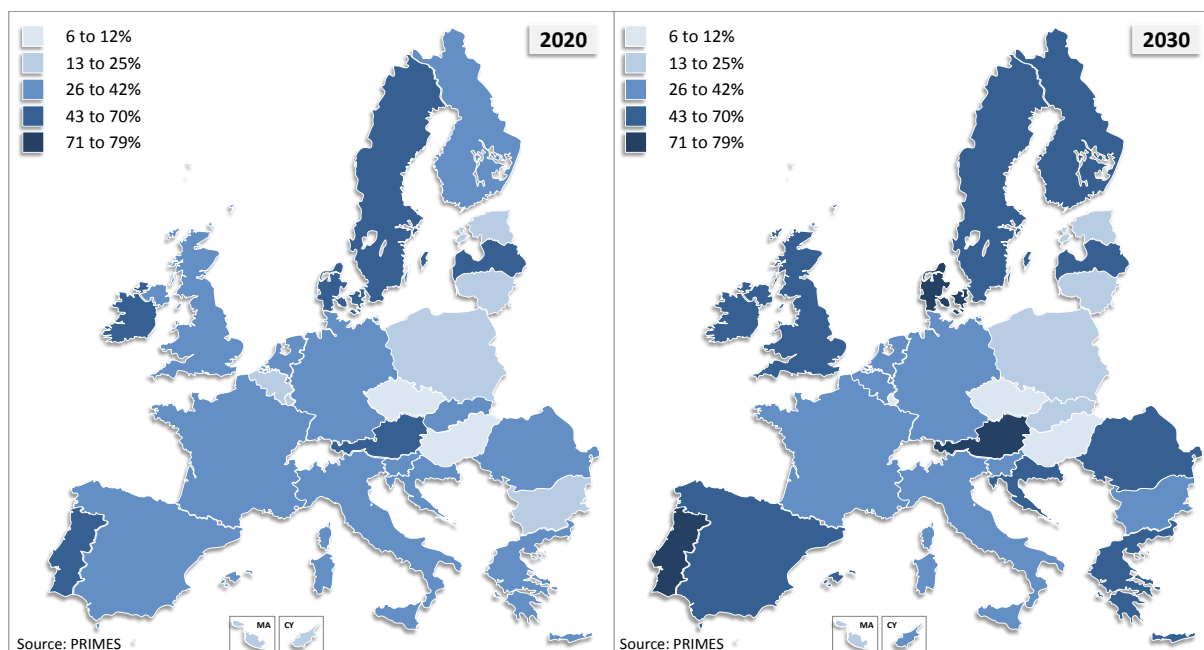 2020
6 to 12%
13 to 25%
26 to 42%
43 to 70%
71 to 79%
MA
CY
Source: PRIMES
2030
6 to 12%
13 to 25%
26 to 42%
43 to 70%
71 to 79%
MA
CY
Source: PRIMES